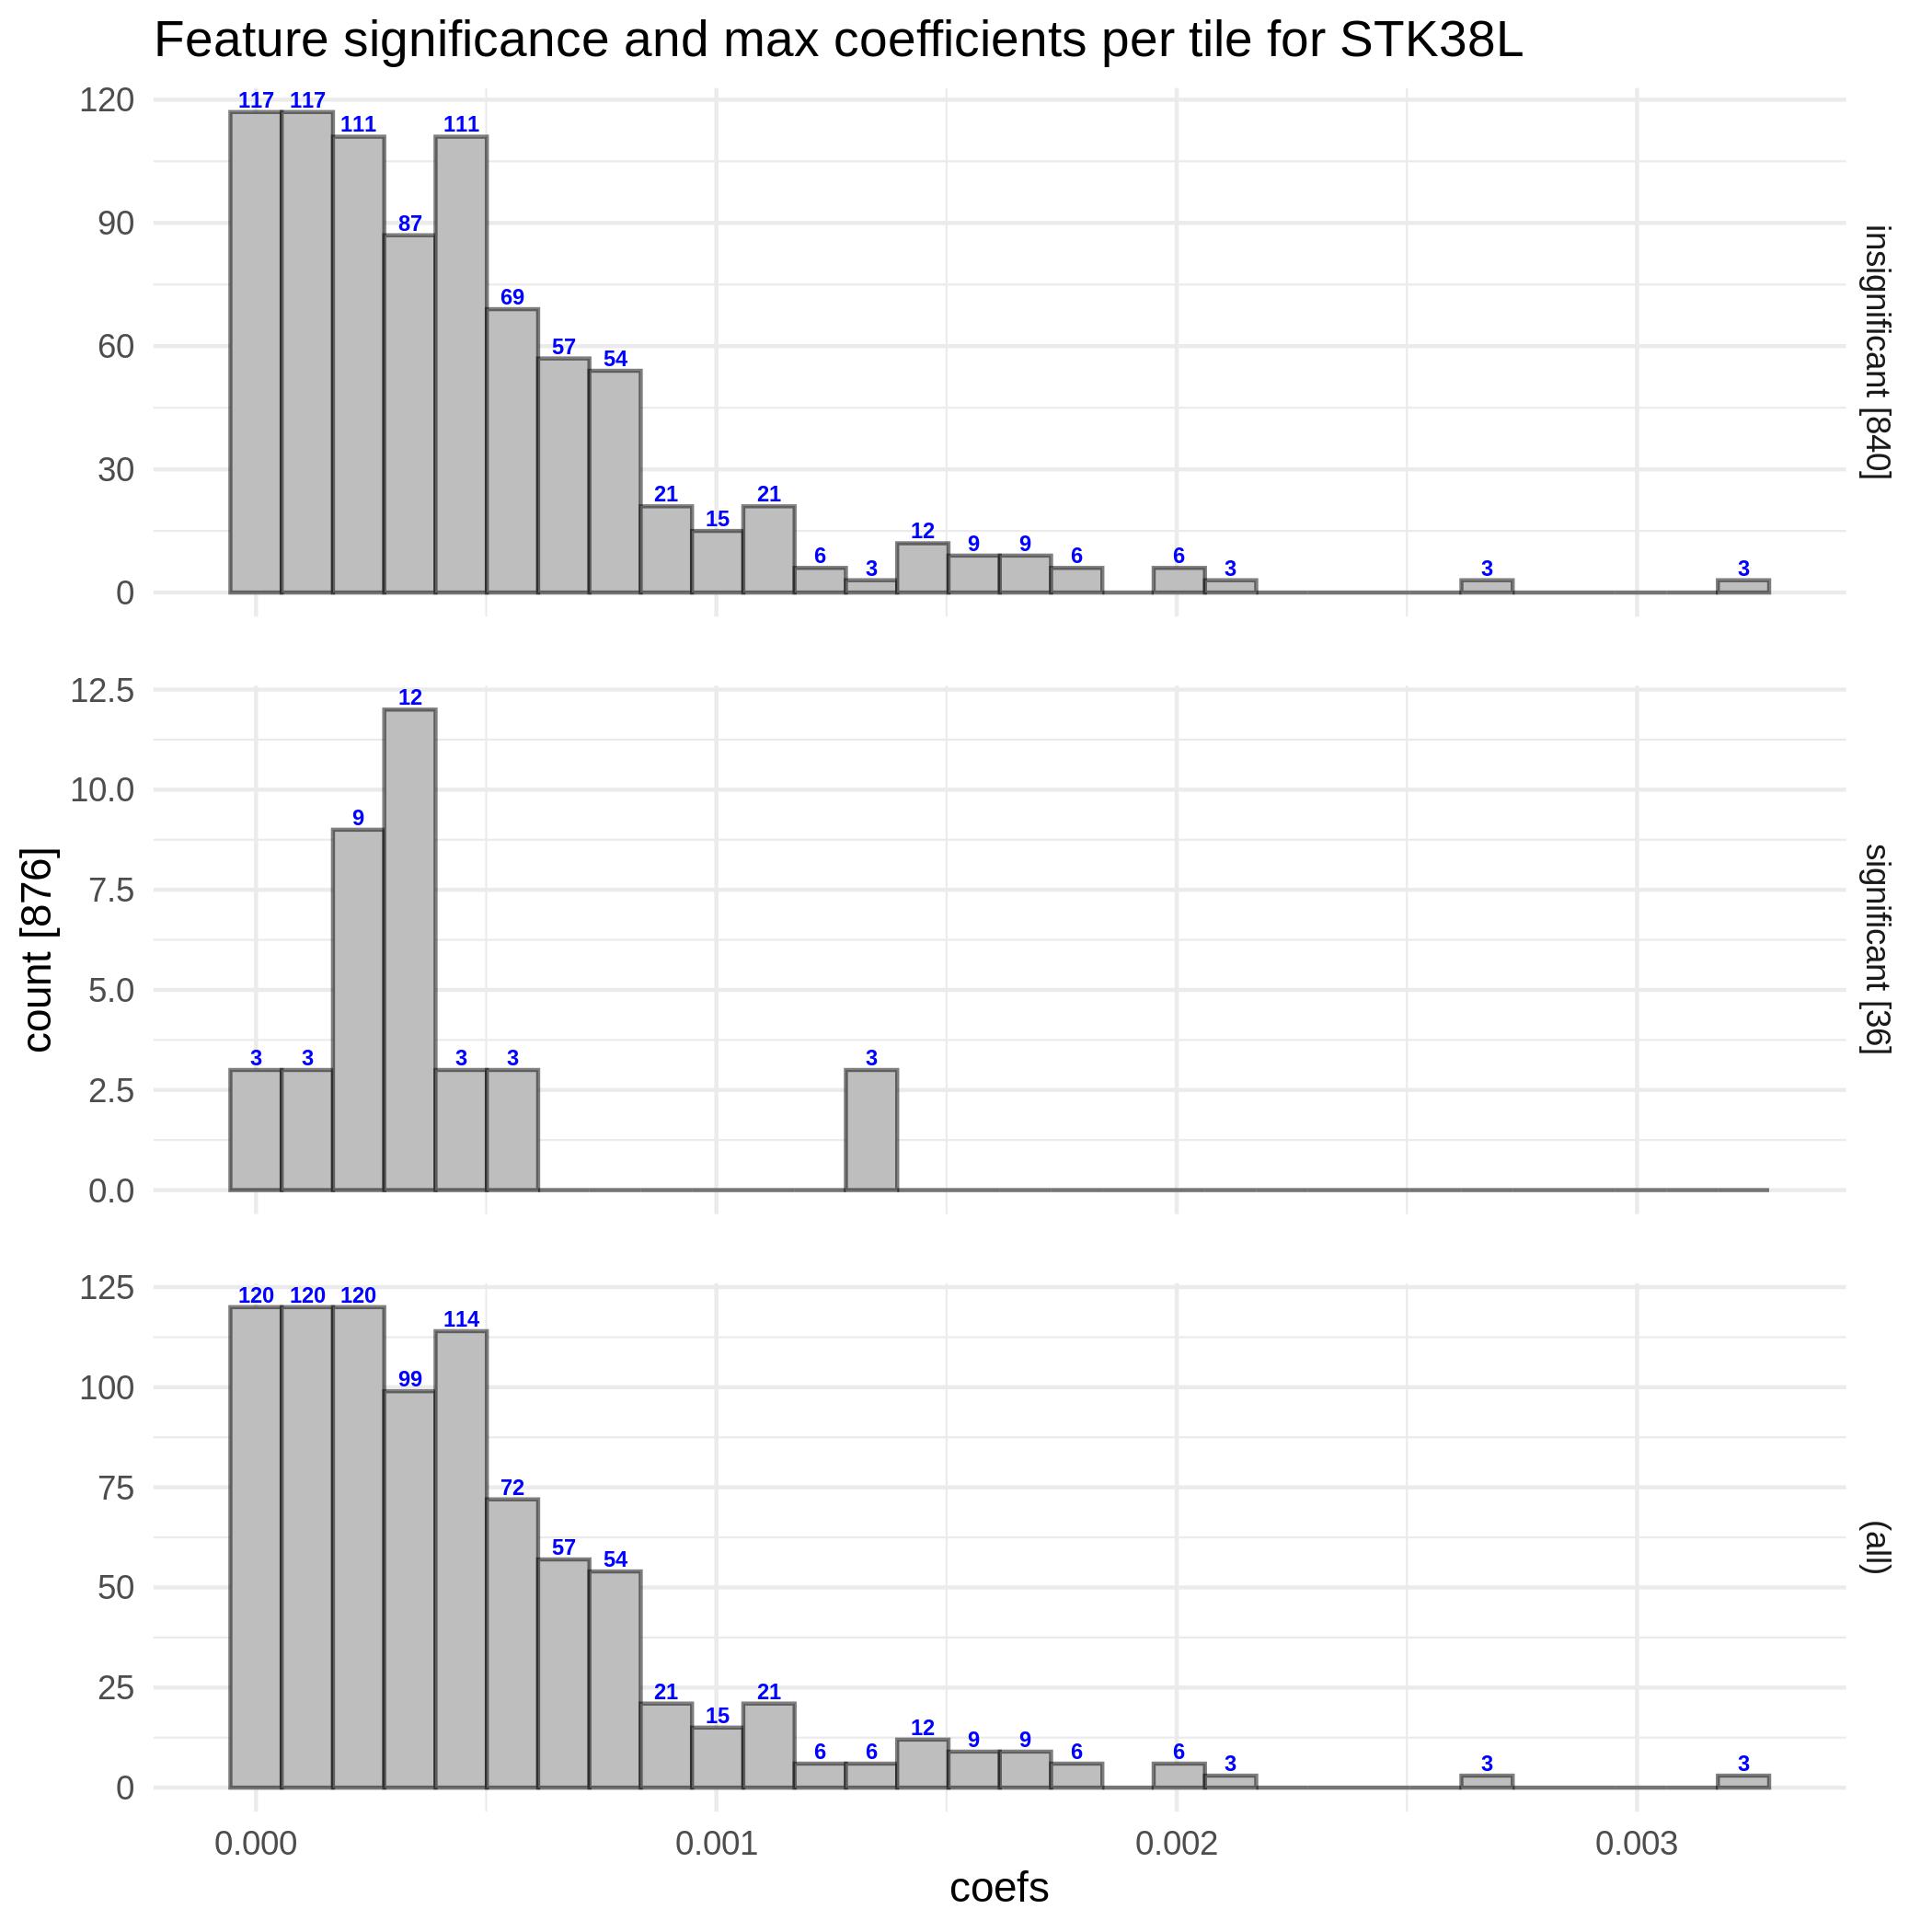 Feature significance and max coefficients per tile for STK38L
120
90
60
30
0
117 117 111 87 111 69 57 54 21 15 21 6 3 12 9 9 6 6 3 3 3
insignificant [840]
count [876]
12.5
10.0
7.5
5.0
2.5
0.0
3 3 9 12 3 3 3
significant [36]
125
100
75
50
25
0
120 120 120 99 114 72 57 54 21 15 21 6 6 12 9 9 6 6 3 3 3
(all)
0.000 0.001 0.002 0.003
coefs